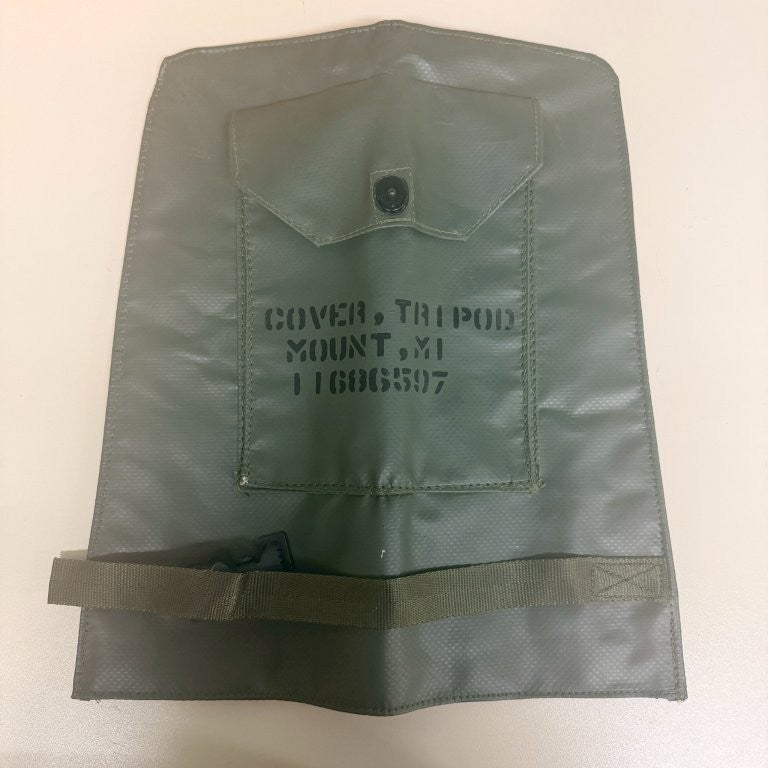 COVER, TRIPOD
MOUNT, M1
11686597